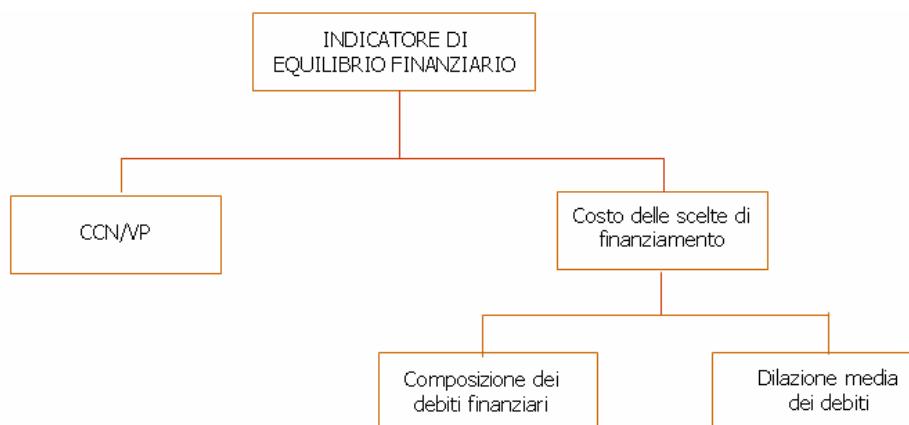 INDICATORE DI
EQUILIBRIO FINANZIARIO
CCN/VP
Costo delle scelte di
finanziamento
Composizione dei
debiti finanziari
Dilazione media
dei debiti